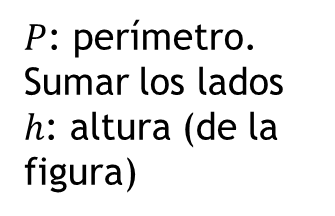 P: perímetro.
Sumar los lados
h: altura (de la
figura)